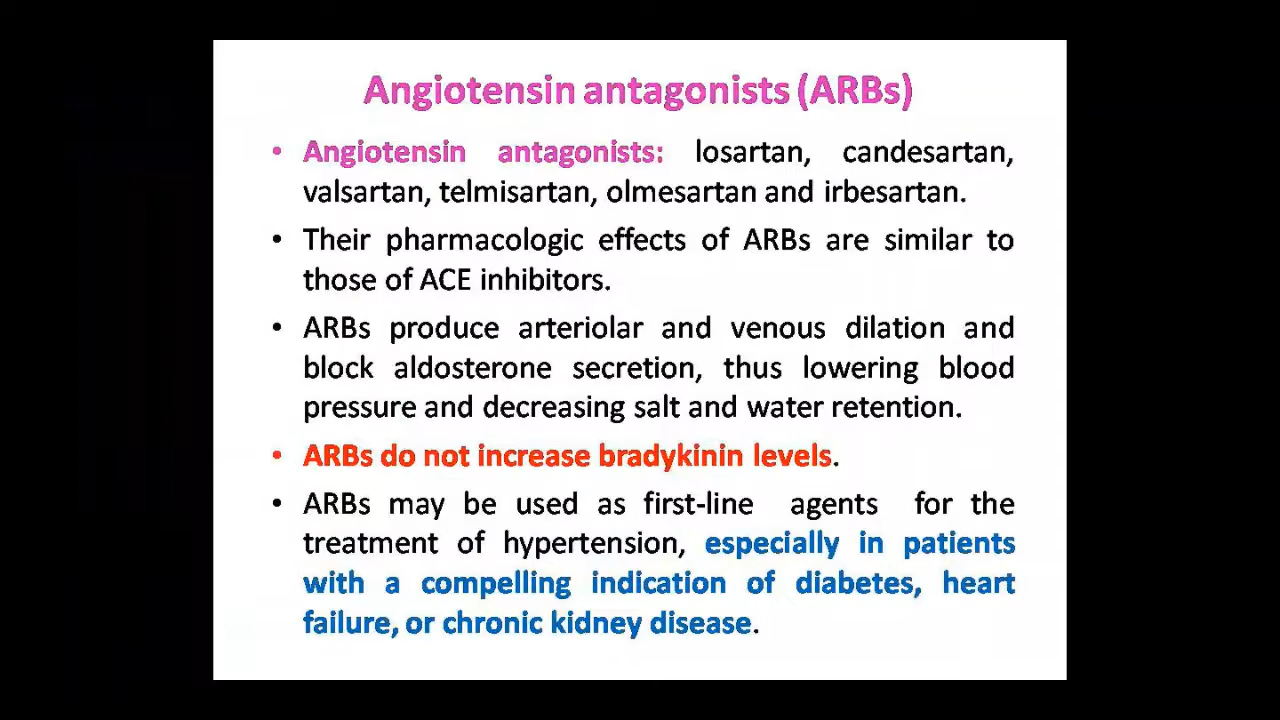 Angiotensin antagonists (ARBs)
• Angiotensin antagonists: losartan, candesartan,
valsartan, telmisartan, olmesartan and irbesartan.
• Their pharmacologic effects of ARBs are similar to
those of ACE inhibitors.
• ARBs produce arteriolar and venous dilation and
block aldosterone secretion, thus lowering blood
pressure and decreasing salt and water retention.
• ARBs do not increase bradykinin levels.
• ARBs may be used as first-line agents for the
treatment of hypertension, especially in patients
with a compelling indication of diabetes, heart
failure, or chronic kidney disease.